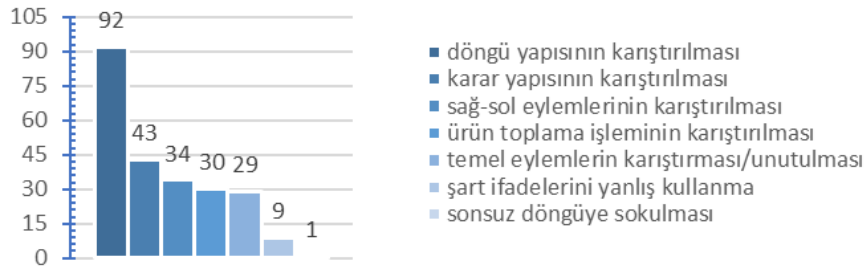 105
90
75
60
45
30
15
0
92
43
34
30
29
9
1
döngü yapısının karıştırılması
karar yapısının karıştırılması
sağ-sol eylemlerinin karıştırılması
ürün toplama işleminin karıştırılması
temel eylemlerin karıştırması/unutulması
şart ifadelerini yanlış kullanma
sonsuz döngüye sokulması